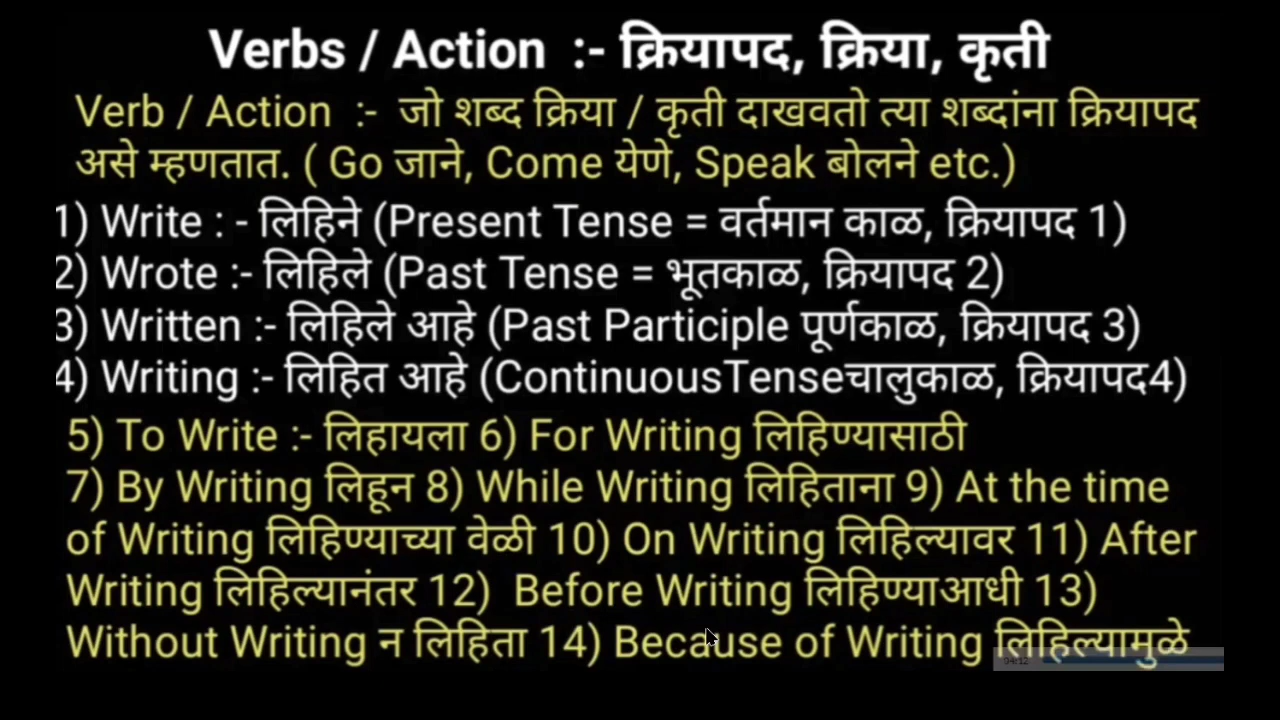 Verbs / Action :- क्रियापद, क्रिया, कृती
Verb / Action :- जो शब्द क्रिया / कृती दाखवतो त्या शब्दांना क्रियापद
असे म्हणतात. ( Go जाने, Come येणे, Speak बोलने etc.)
1) Write : - लिहिने (Present Tense = वर्तमान काळ, क्रियापद 1)
2) Wrote :- लिहिले (Past Tense = भूतकाळ, क्रियापद 2)
3) Written :- लिहिले आहे (Past Participle पूर्णकाळ, क्रियापद 3)
4) Writing :- लिहित आहे (ContinuousTenseचालुकाळ, क्रियापद4)
5) To Write :- लिहायला 6) For Writing लिहिण्यासाठी
7) By Writing लिहून 8) While Writing लिहिताना 9) At the time
of Writing लिहिण्याच्या वेळी 10) On Writing लिहिल्यावर 11) After
Writing लिहिल्यानंतर 12) Before Writing लिहिण्याआधी 13)
Without Writing न लिहिता 14) Because of Writing लिहिल्यामुळे
04:12